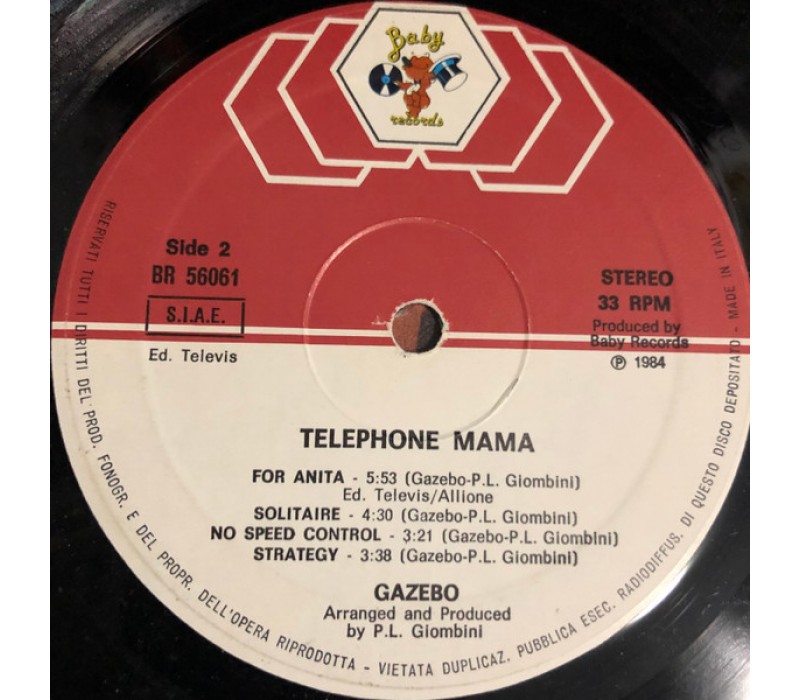 Baby
records
Side 2
BR 56061
S.I.A.E.
Ed. Televis
STEREO
33 RPM
Produced by
Baby Records
℗ 1984
TELEPHONE MAMA
FOR ANITA - 5:53 (Gazebo-P.L. Giombini)
Ed. Televis/Allione
SOLITAIRE - 4:30 (Gazebo-P.L. Giombini)
NO SPEED CONTROL - 3:21 (Gazebo-P.L. Giombini)
STRATEGY - 3:38 (Gazebo-P.L. Giombini)
GAZEBO
Arranged and Produced
by P.L. Giombini
RISERVATI TUTTI I DIRITTI DEL PROD. FONOGR. E DEL PROPR. DELL'OPERA RIPRODOTTA - VIETATA DUPLICAZ. PUBBLICA ESEC. RADIODIFFUS. DI QUESTO DISCO DEPOSITATO - MADE IN ITALY